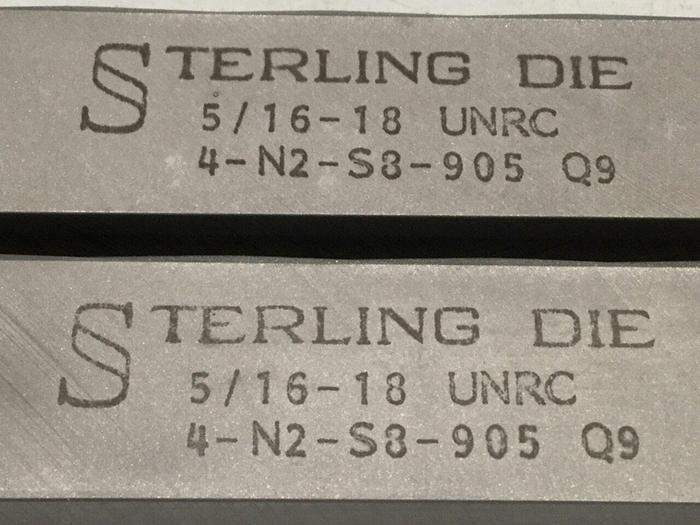 STERLING DIE
5/16-18 UNRC
4-N2-S8-905 Q9
STERLING DIE
5/16-18 UNRC
4-N2-S8-905 Q9